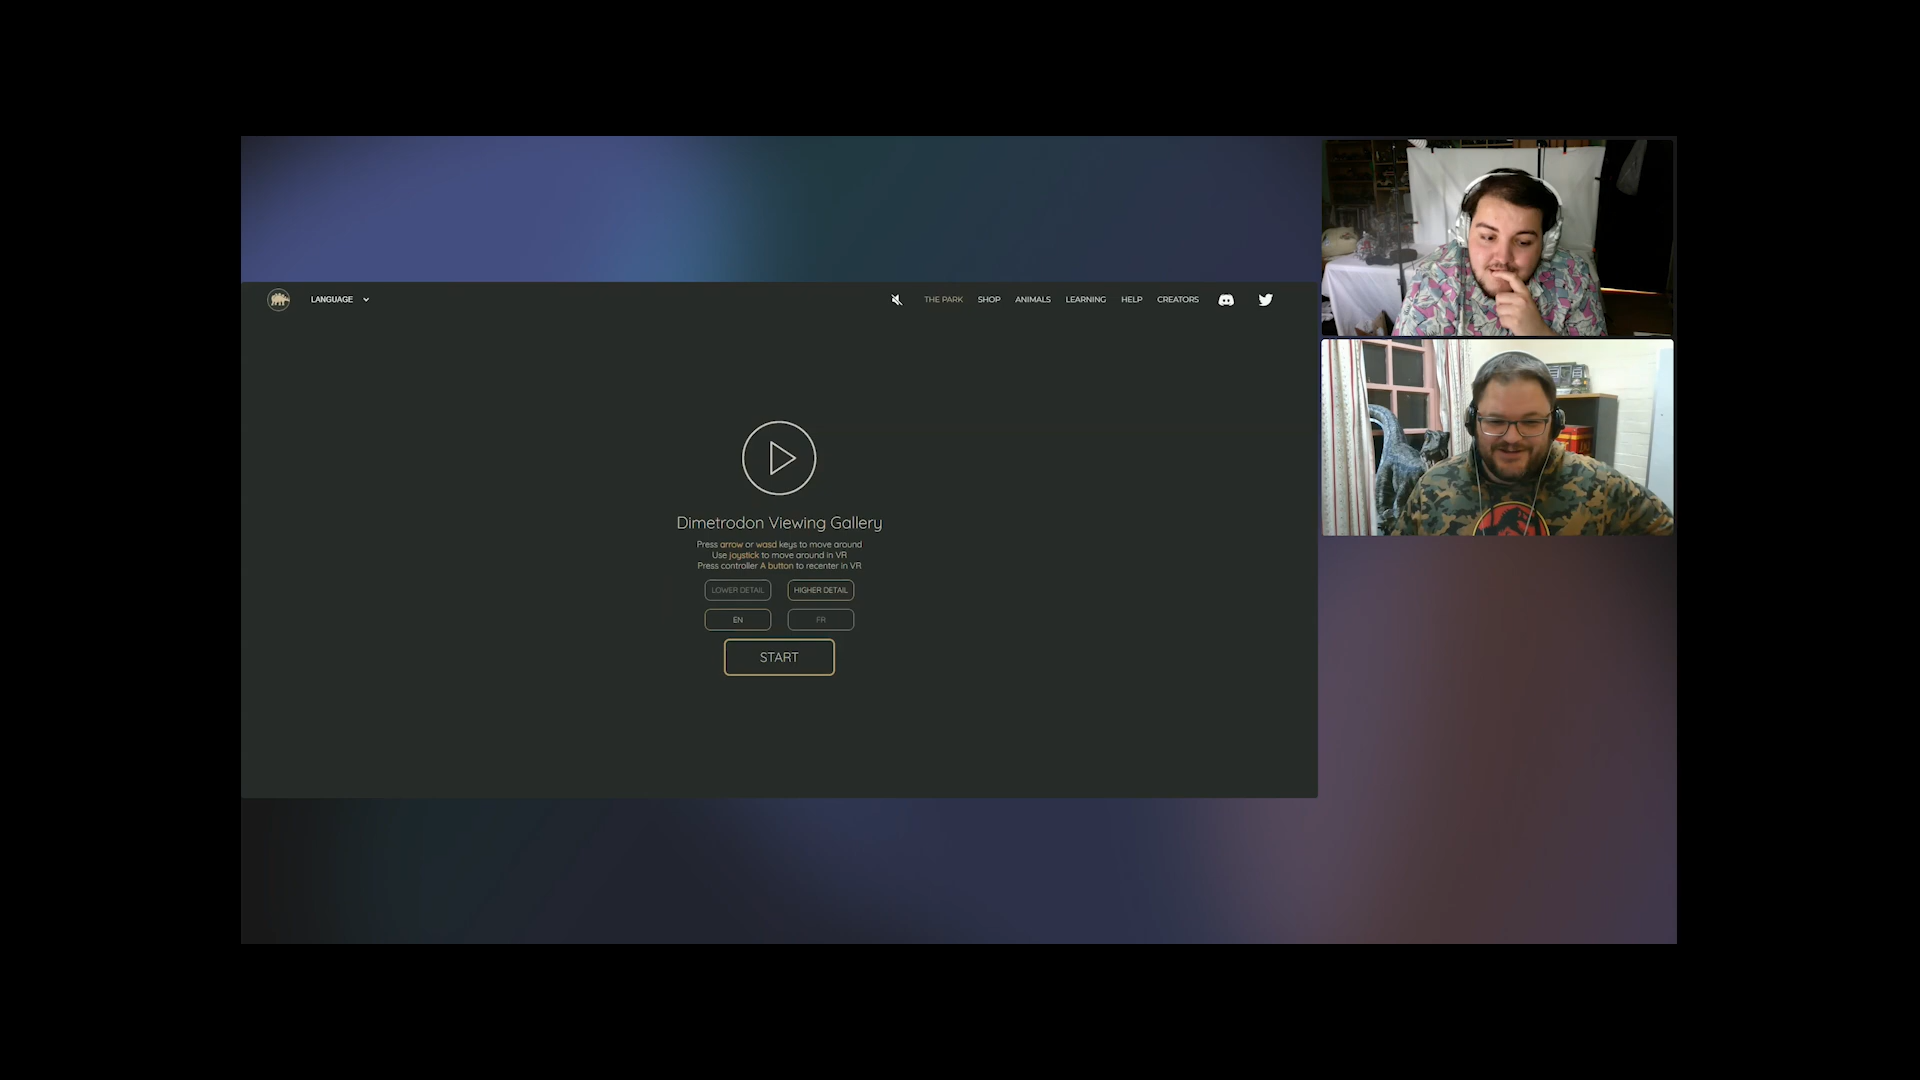 LANGUAGE
THE PARK SHOP ANIMALS LEARNING HELP CREATORS
Dimetrodon Viewing Gallery
Press arrow or wasd keys to move around
Use joystick to move around in VR
Press controller A button to recenter in VR
LOWER DETAIL HIGHER DETAIL
EN FR
START